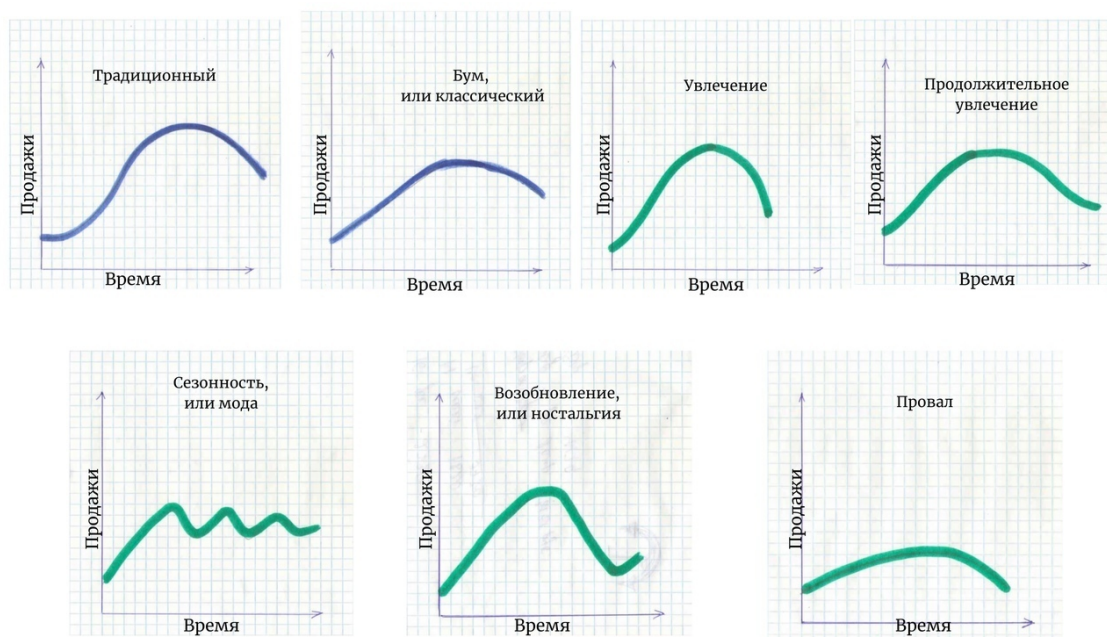 Традиционный
Продажи
Время
Бум,
или классический
Продажи
Время
Увлечение
Продажи
Время
Продолжительное
увлечение
Продажи
Время
Сезонность,
или мода
Продажи
Время
Возобновление,
или ностальгия
Продажи
Время
Провал
Продажи
Время